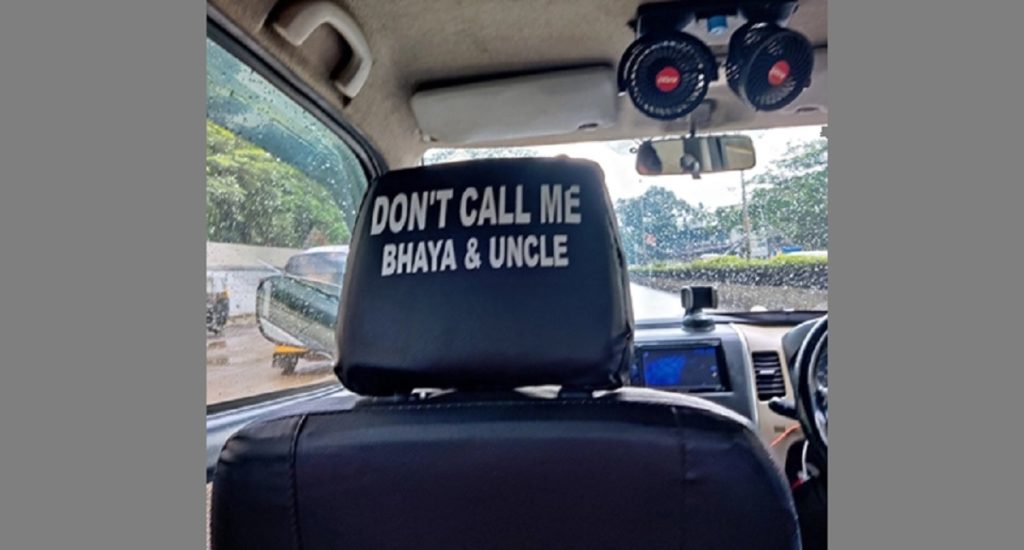 DON'T CALL ME
BHAYA & UNCLE